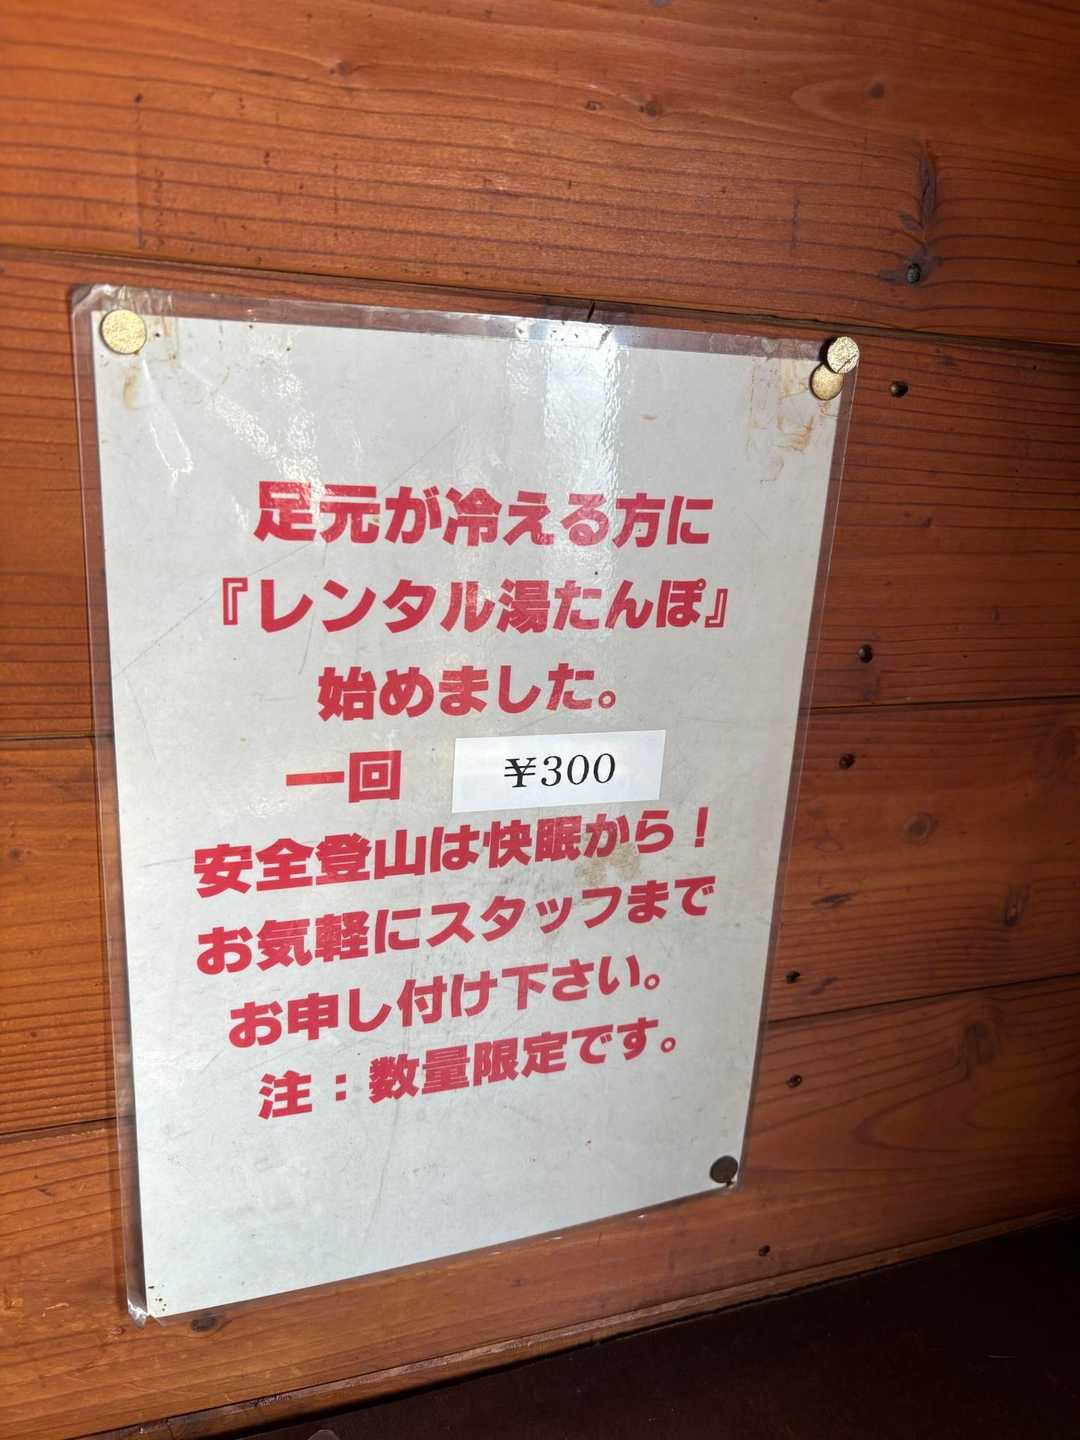 足元が冷える方に
『レンタル湯たんぽ』
始めました。
一回 ¥300
安全登山は快眠から！
お気軽にスタッフまで
お申し付け下さい。
注：数量限定です。